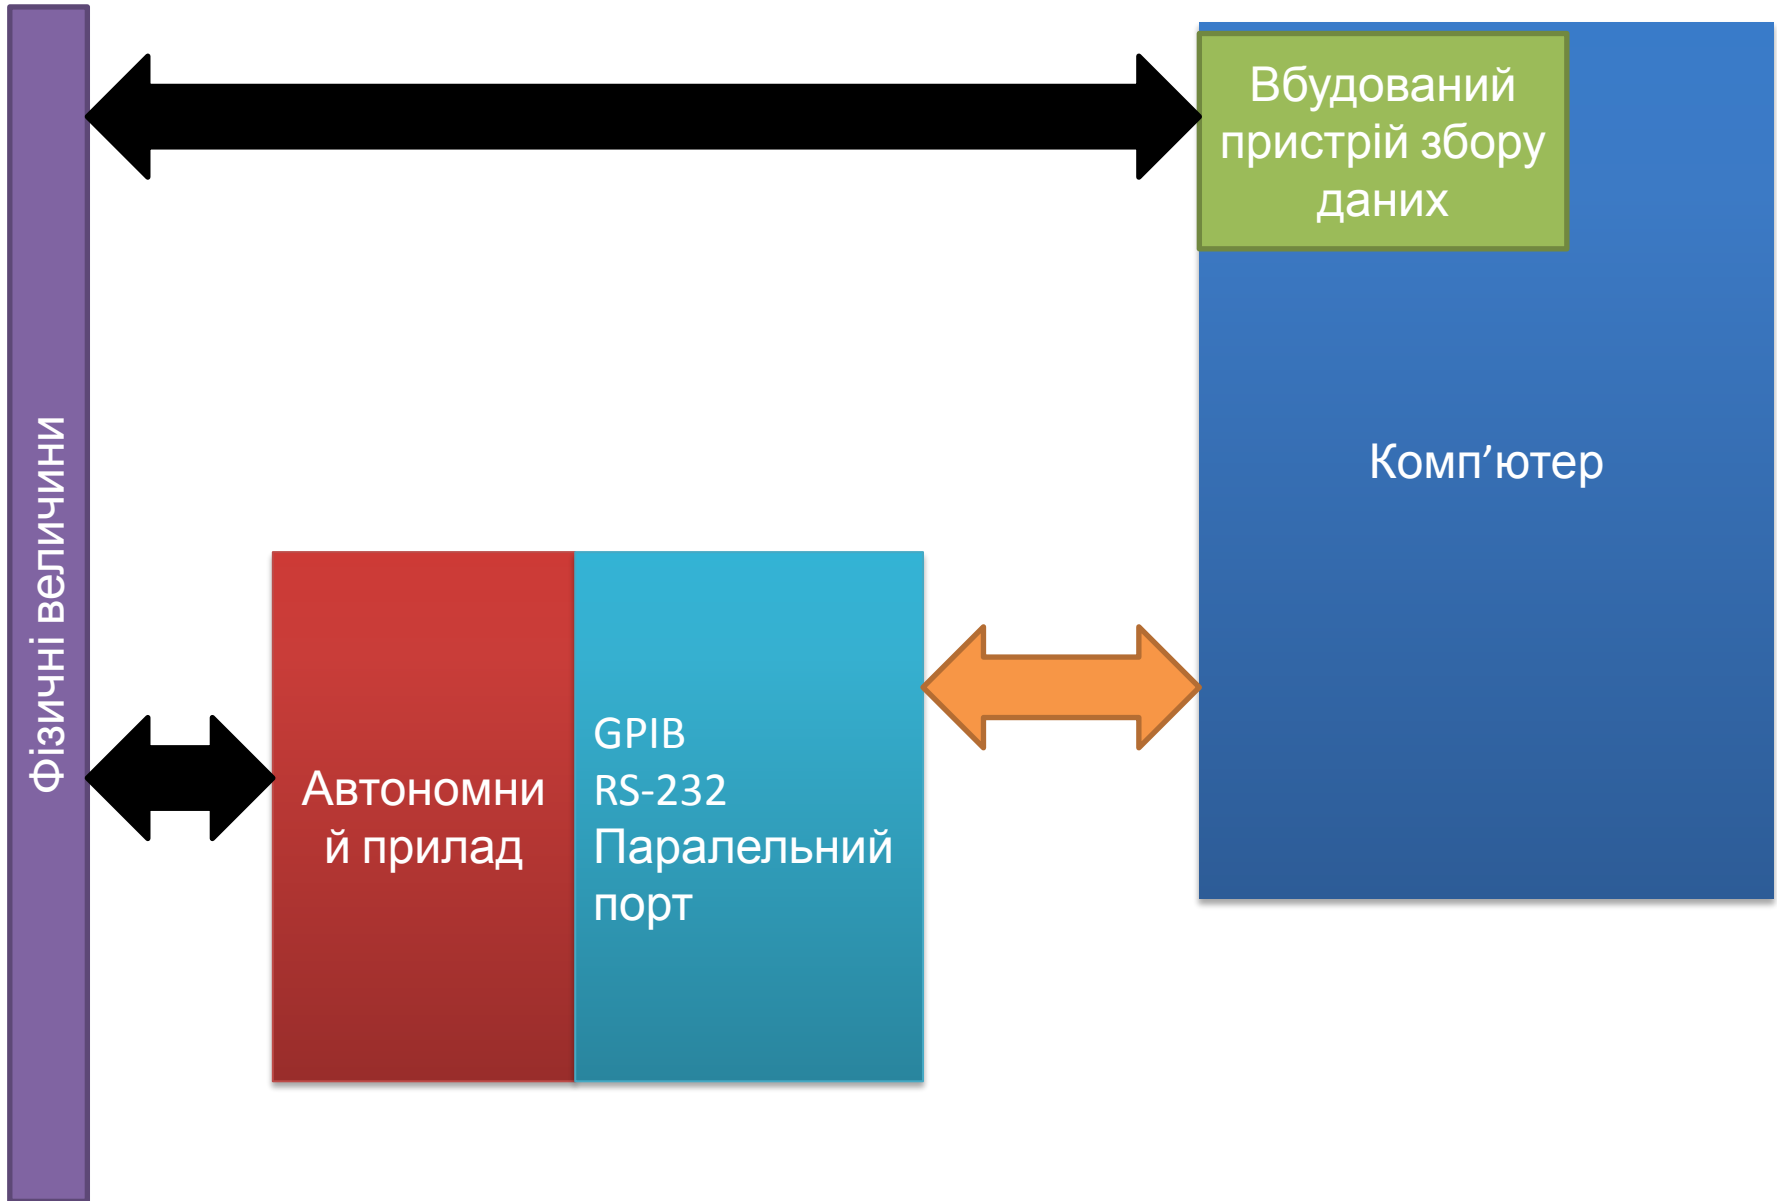 Вбудований
пристрій збору
даних
Комп’ютер
Фізичні величини
Автономни
й прилад
GPIB
RS-232
Паралельний
порт